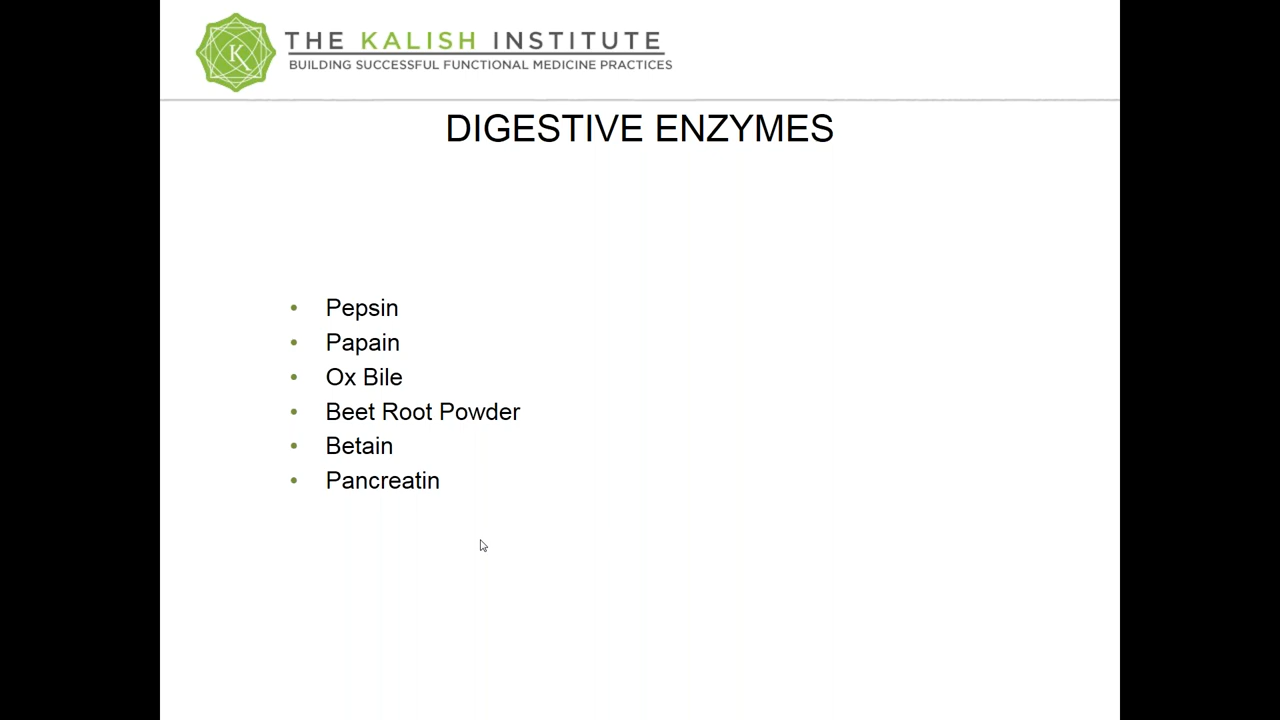 THE KALISH INSTITUTE
BUILDING SUCCESSFUL FUNCTIONAL MEDICINE PRACTICES
K
DIGESTIVE ENZYMES
• Pepsin
• Papain
• Ox Bile
• Beet Root Powder
• Betain
• Pancreatin